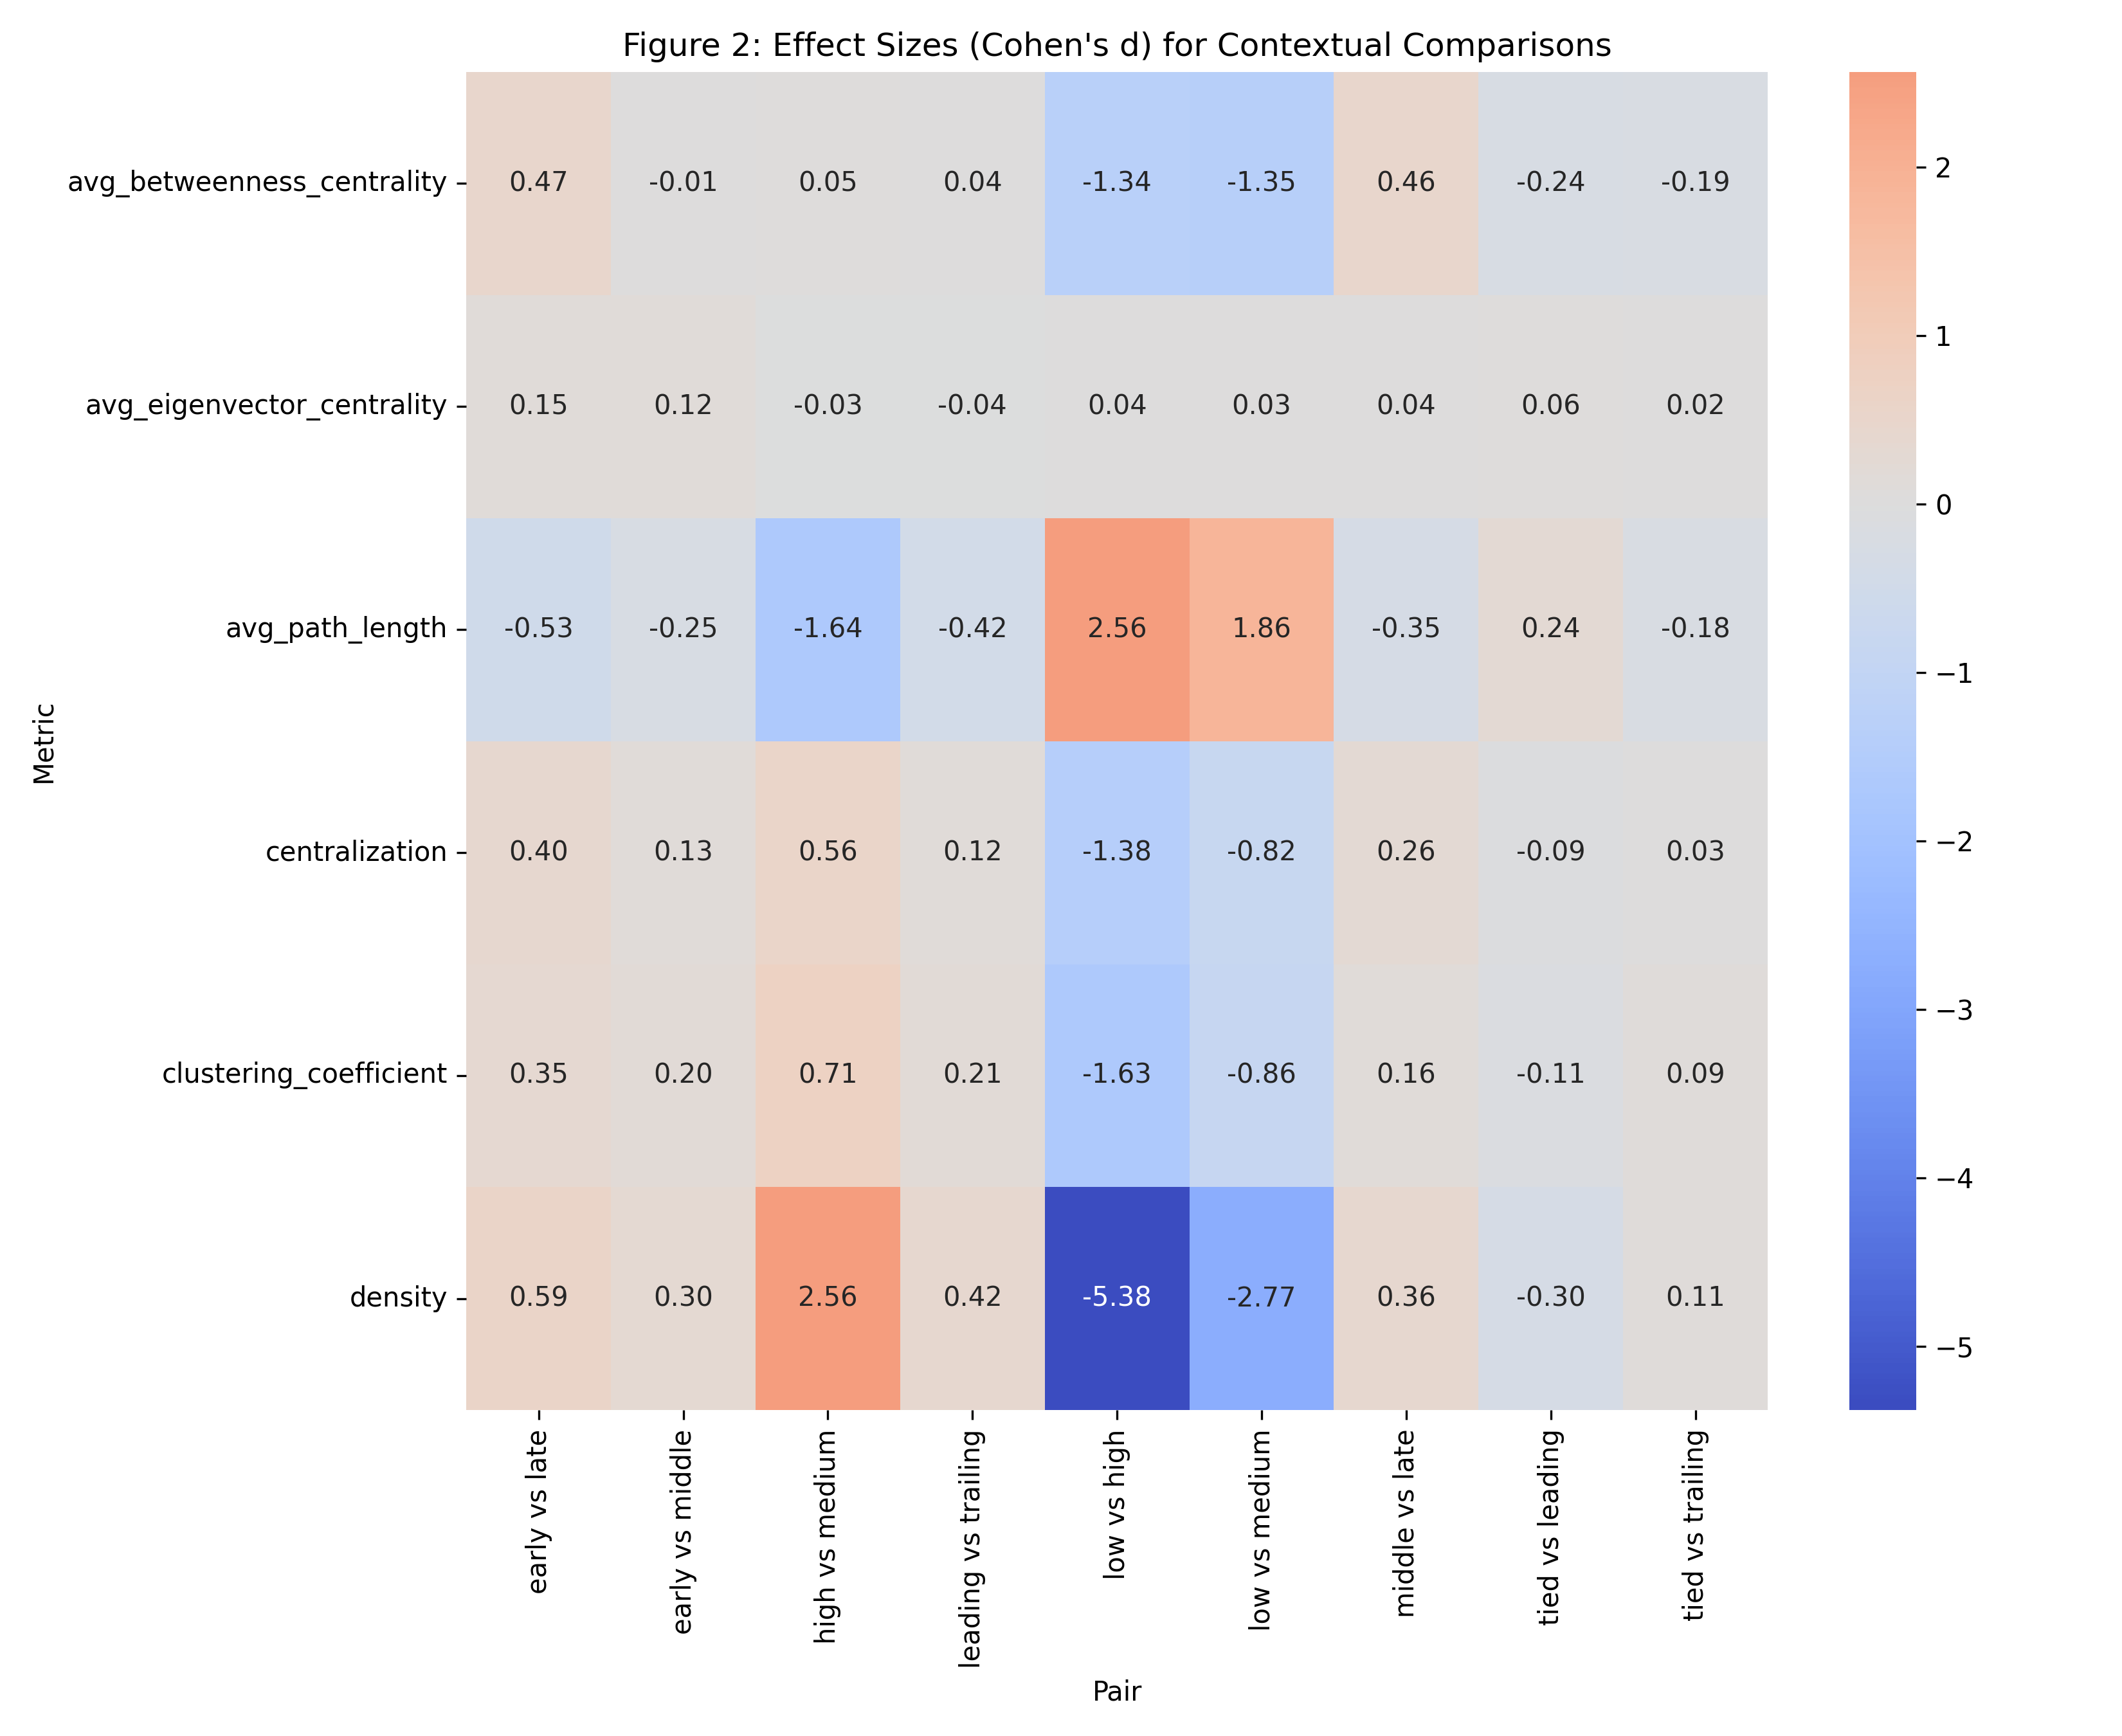 Figure 2: Effect Sizes (Cohen's d) for Contextual Comparisons
Metric
avg_betweenness_centrality 0.47 -0.01 0.05 0.04 -1.34 -1.35 0.46 -0.24 -0.19
avg_eigenvector_centrality 0.15 0.12 -0.03 -0.04 0.04 0.03 0.04 0.06 0.02
avg_path_length -0.53 -0.25 -1.64 -0.42 2.56 1.86 -0.35 0.24 -0.18
centralization 0.40 0.13 0.56 0.12 -1.38 -0.82 0.26 -0.09 0.03
clustering_coefficient 0.35 0.20 0.71 0.21 -1.63 -0.86 0.16 -0.11 0.09
density 0.59 0.30 2.56 0.42 -5.38 -2.77 0.36 -0.30 0.11
early vs late
early vs middle
high vs medium
leading vs trailing
low vs high
low vs medium
middle vs late
tied vs leading
tied vs trailing
Pair
2
1
0
−1
−2
−3
−4
−5